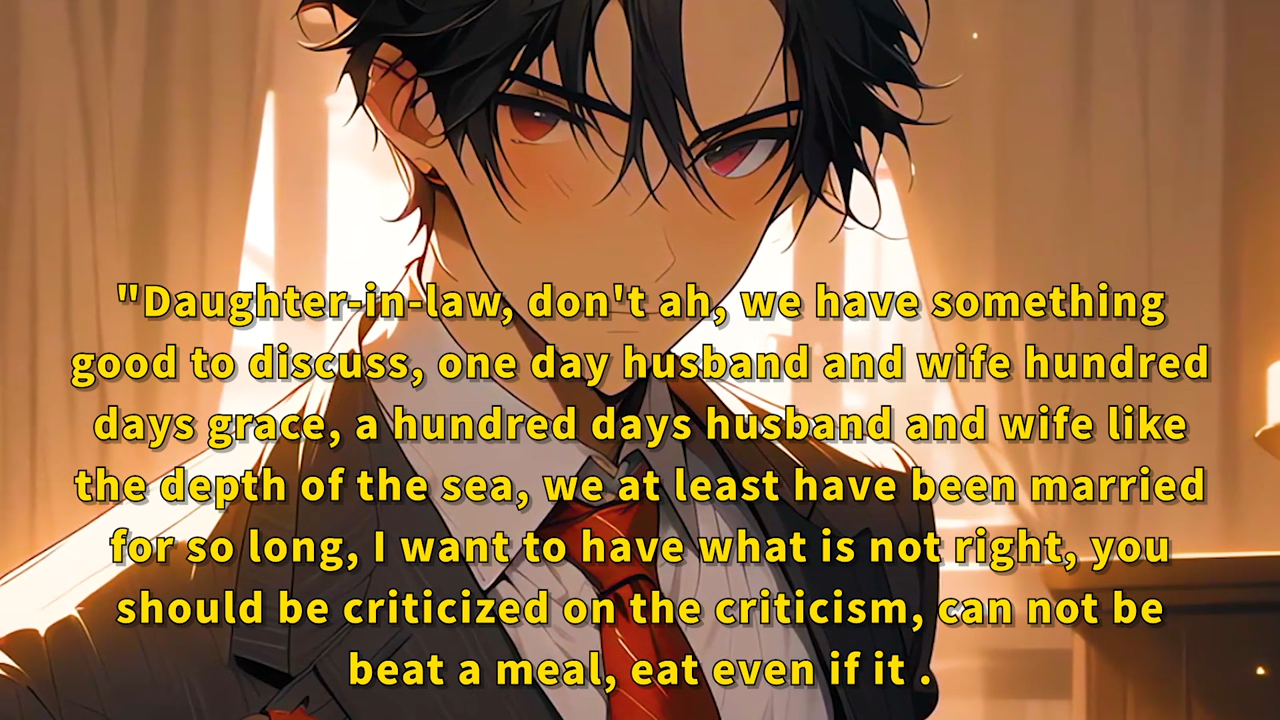 "Daughter-in-law, don't ah, we have something
good to discuss, one day husband and wife hundred
days grace, a hundred days husband and wife like
the depth of the sea, we at least have been married
for so long, I want to have what is not right, you
should be criticized on the criticism, can not be
beat a meal, eat even if it .